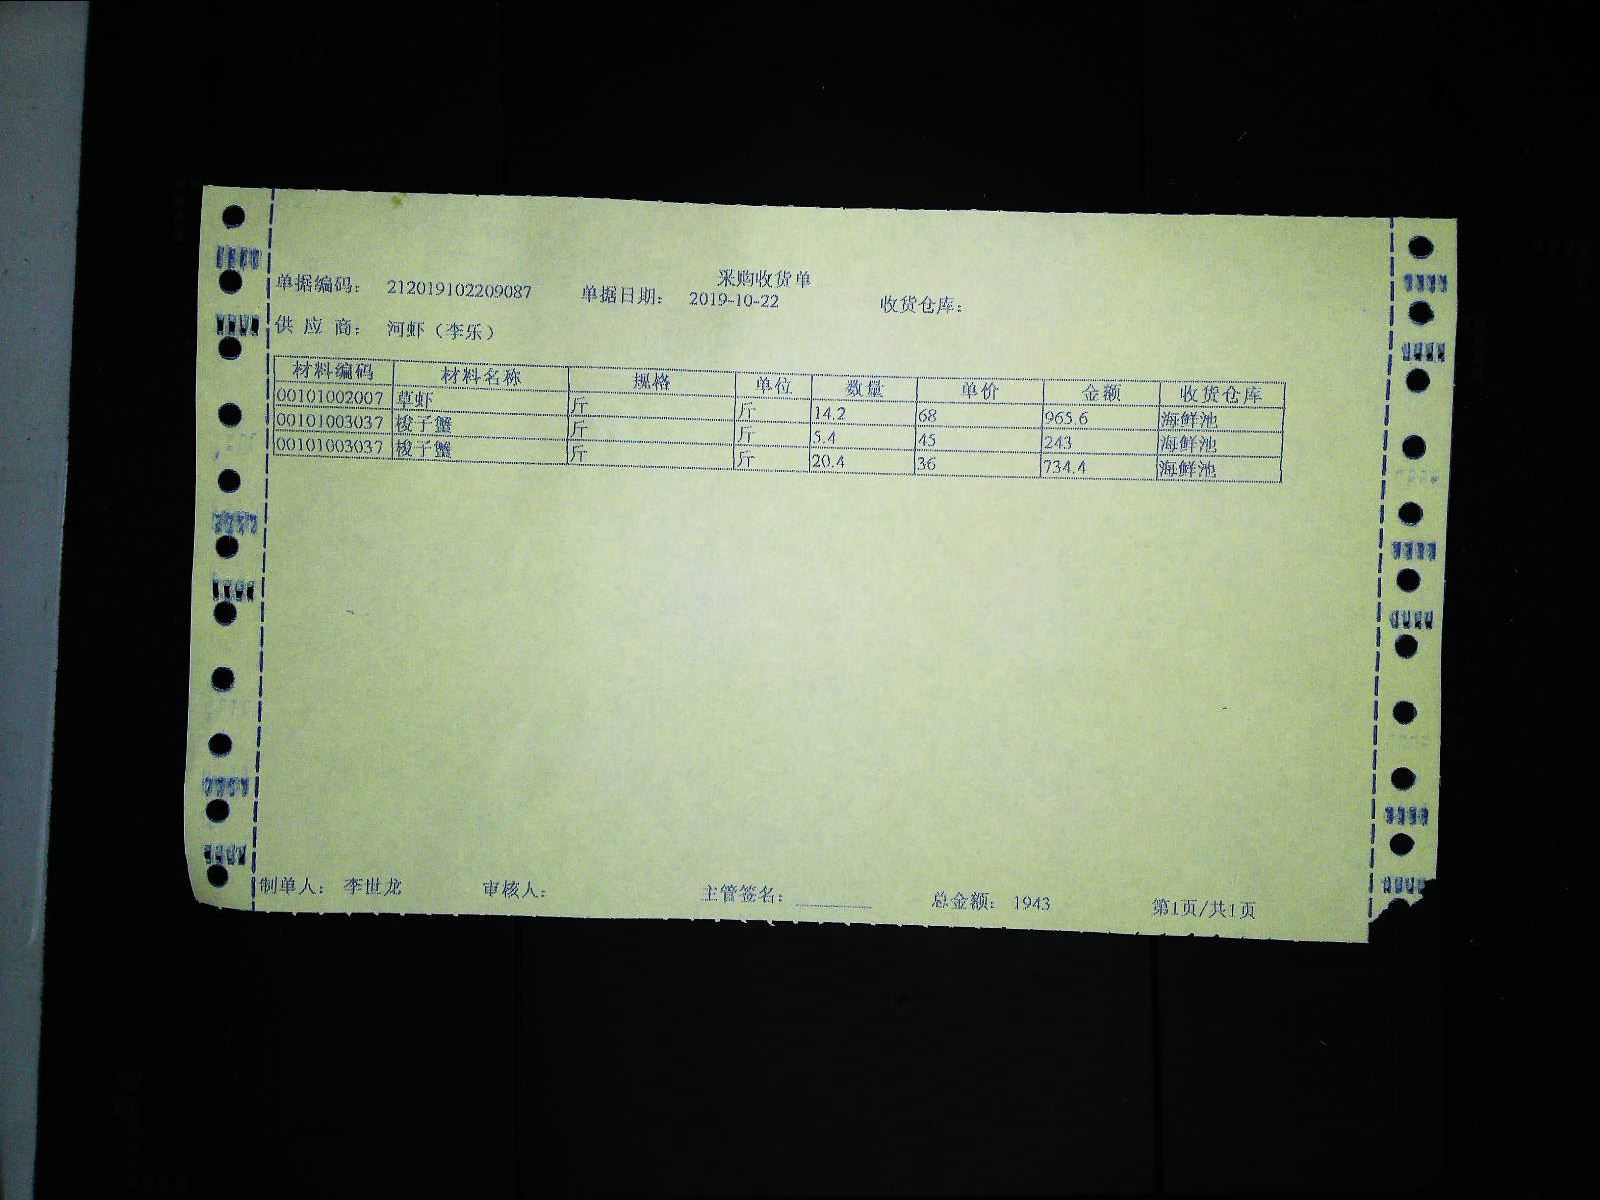 采购收货单
单据编码： 212019102209087 单据日期： 2019-10-22 收货仓库：
供 应 商： 河虾（李乐）
材料编码 材料名称 规格 单位 数量 单价 金额 收货仓库
00101002007 草虾 斤 斤 14.2 68 965.6 海鲜池
00101003037 梭子蟹 斤 斤 5.4 45 243 海鲜池
00101003037 梭子蟹 斤 斤 20.4 36 734.4 海鲜池
制单人： 李世龙 审核人： 主管签名：________ 总金额： 1943 第1页/共1页